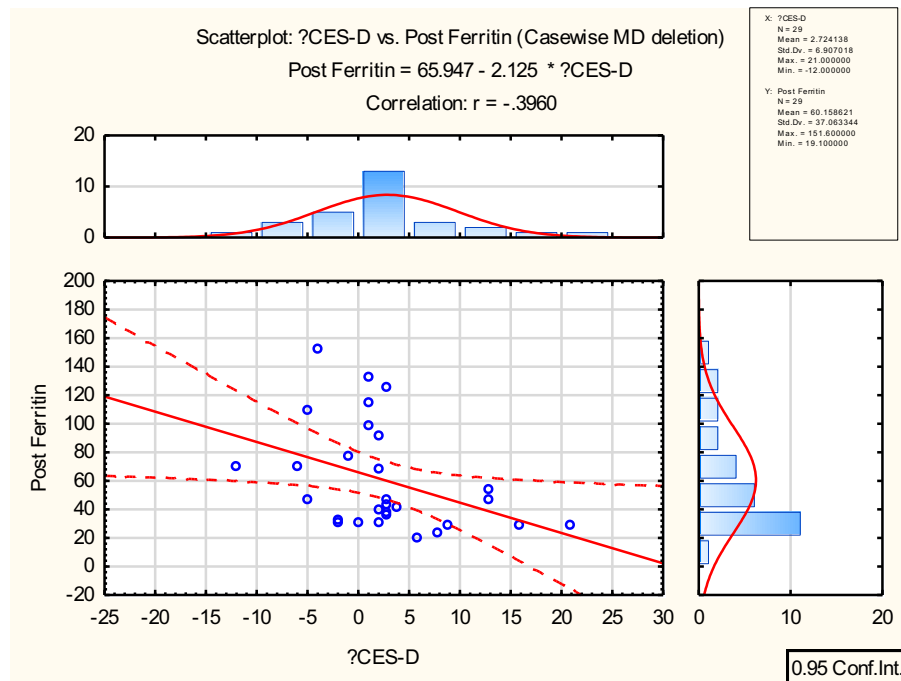 Scatterplot: ?CES-D vs. Post Ferritin (Casewise MD deletion)
Post Ferritin = 65.947 - 2.125 * ?CES-D
Correlation: r = -.3960
X: ?CES-D
N = 29
Mean = 2.724138
Std.Dv. = 6.907018
Max. = 21.000000
Min. = -12.000000
Y: Post Ferritin
N = 29
Mean = 60.158621
Std.Dv. = 37.063344
Max. = 151.600000
Min. = 19.100000
20
10
0
200
180
160
140
120
100
80
60
40
20
0
-20
Post Ferritin
-25 -20 -15 -10 -5 0 5 10 15 20 25 30
0 10 20
?CES-D
0.95 Conf.Int.